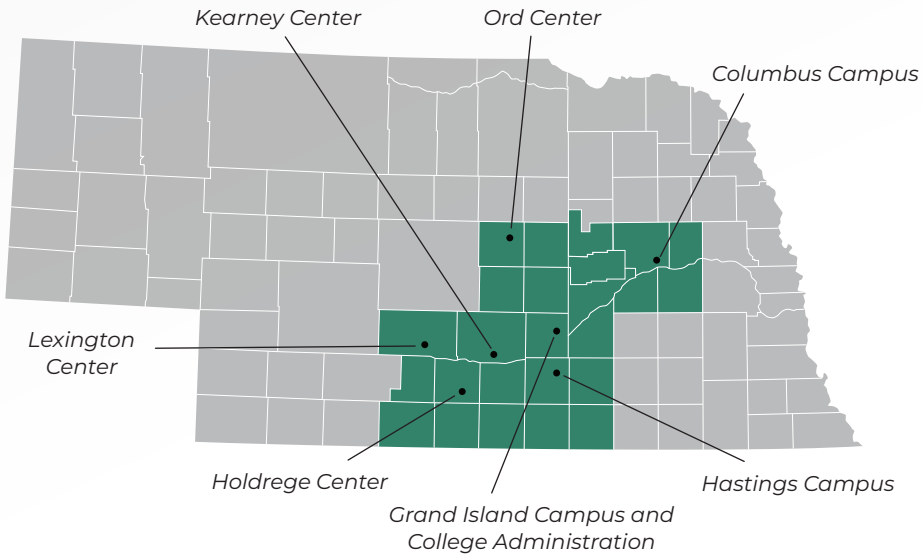 Kearney Center
Ord Center
Columbus Campus
Lexington
Center
Holdrege Center
Hastings Campus
Grand Island Campus and
College Administration